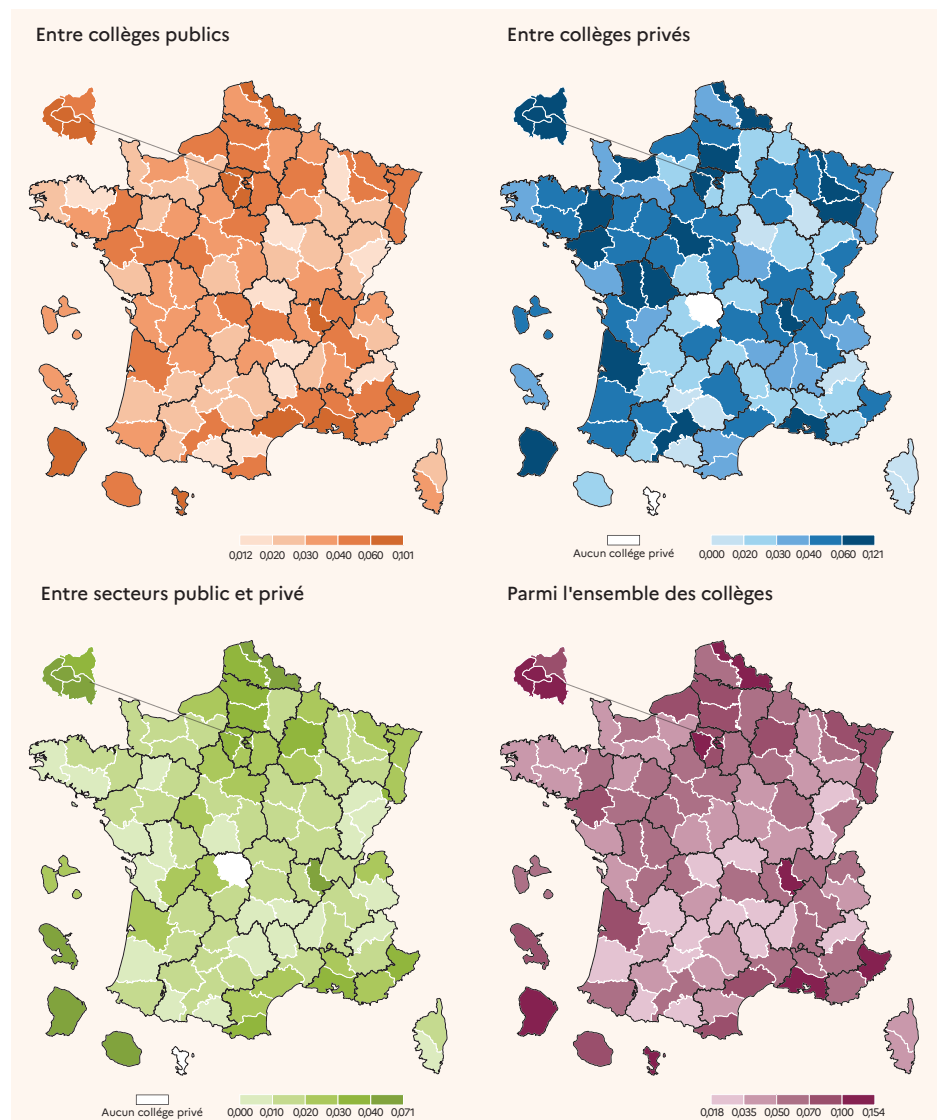 Entre collèges publics
Entre collèges privés
0,012 0,020 0,030 0,040 0,060 0,101
Aucun collége privé
0,000 0,020 0,030 0,040 0,060 0,121
Entre secteurs public et privé
Parmi l'ensemble des collèges
Aucun collége privé
0,000 0,010 0,020 0,030 0,040 0,071
0,018 0,035 0,050 0,070 0,100 0,154